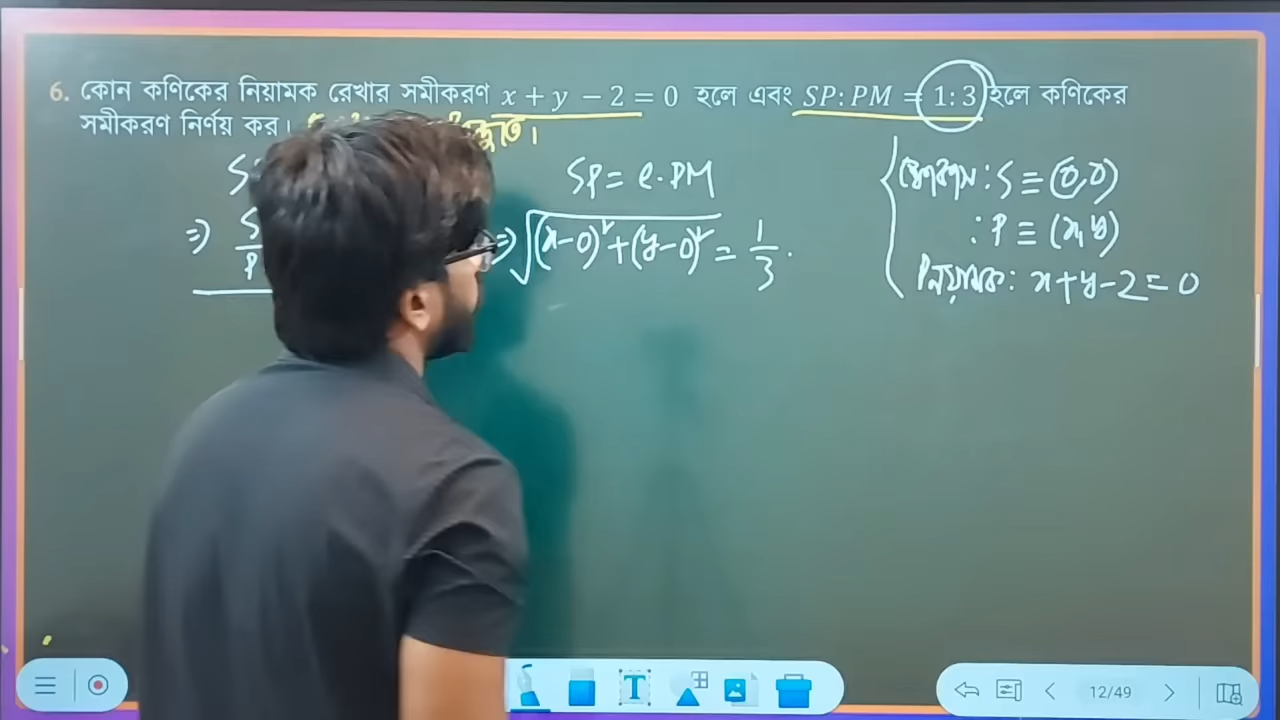 6. কোন কণিকের নিয়ামক রেখার সমীকরণ x + y − 2 = 0 হলে এবং SP: PM = 1: 3 হলে কণিকের
সমীকরণ নির্ণয় কর।
SP = e·PM
⇒ √(x-0)²+(y-0)² = 1/3 ·
: S ≡ (0,0)
: P ≡ (x, y)
নিয়ামক: x+y-2=0
12/49